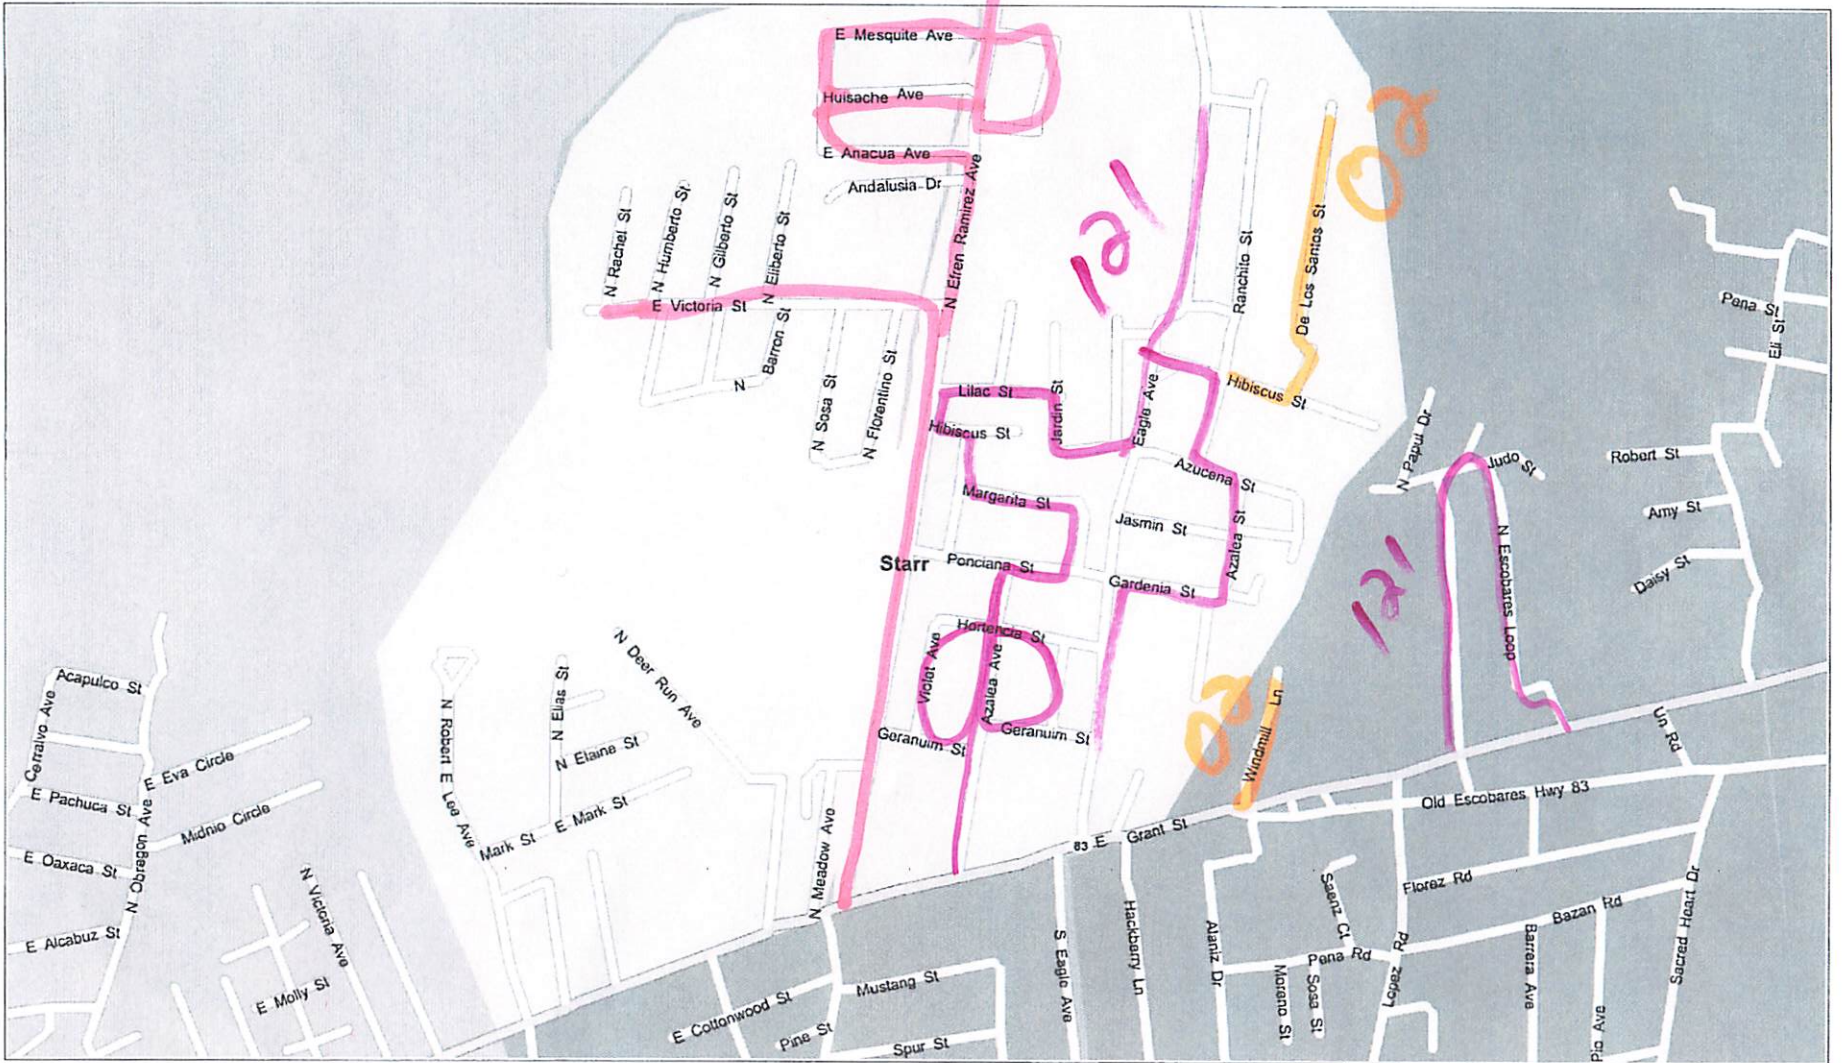 E Mesquite Ave
Huisache Ave
E Anacua Ave
Andalusia Dr
N Efren Ramirez Ave
N Rachel St
N Humberto St
N Gilberto St
N Eliberto St
E Victoria St
N Barron St
N Sosa St
N Florentino St
121
Ranchito St
De Los Santos St
02
Hibiscus St
Lilac St
Jardin St
Eagle Ave
Hibiscus St
Azucena St
Margarita St
Jasmin St
Azalea St
Starr
Ponciana St
Gardenia St
Hortencia St
Violet Ave
Azalea Ave
Geranuim St
Geranuim St
N Papul Dr
Judo St
N Escobares Loop
121
Pena St
Eli St
Robert St
Amy St
Daisy St
02
Windmill Ln
Un Rd
Old Escobares Hwy 83
83 E Grant St
N Deer Run Ave
N Robert E Lee Ave
N Elias St
N Elaine St
E Mark St
Mark St
N Meadow Avo
Acapulco St
Cerralvo Ave
E Eva Circle
E Pachuca St
Midnio Circle
N Obregon Ave
E Oaxaca St
N Victoria Ave
E Alcabuz St
E Molly St
E Cottonwood St
Mustang St
Pine St
Spur St
S Eagle Ave
Hackberry Ln
Alaniz Dr
Saenz Ct
Florez Rd
Bazan Rd
Pena Rd
Moreno St
Sosa St
Lopez Rd
Barrera Ave
Pio Ave
Sacred Heart Dr